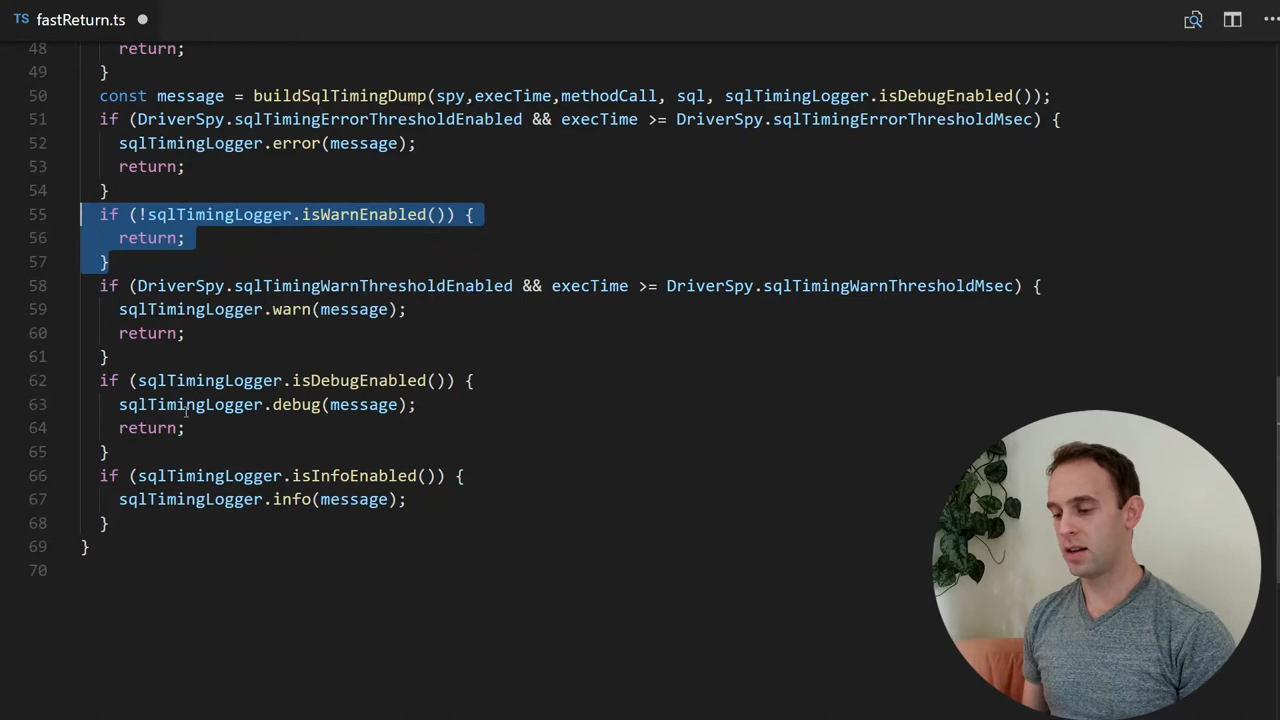 TS fastReturn.ts
48 return;
49 }
50 const message = buildSqlTimingDump(spy,execTime,methodCall, sql, sqlTimingLogger.isDebugEnabled());
51 if (DriverSpy.sqlTimingErrorThresholdEnabled && execTime >= DriverSpy.sqlTimingErrorThresholdMsec) {
52 sqlTimingLogger.error(message);
53 return;
54 }
55 if (!sqlTimingLogger.isWarnEnabled()) {
56 return;
57 }
58 if (DriverSpy.sqlTimingWarnThresholdEnabled && execTime >= DriverSpy.sqlTimingWarnThresholdMsec) {
59 sqlTimingLogger.warn(message);
60 return;
61 }
62 if (sqlTimingLogger.isDebugEnabled()) {
63 sqlTimingLogger.debug(message);
64 return;
65 }
66 if (sqlTimingLogger.isInfoEnabled()) {
67 sqlTimingLogger.info(message);
68 }
69 }
70